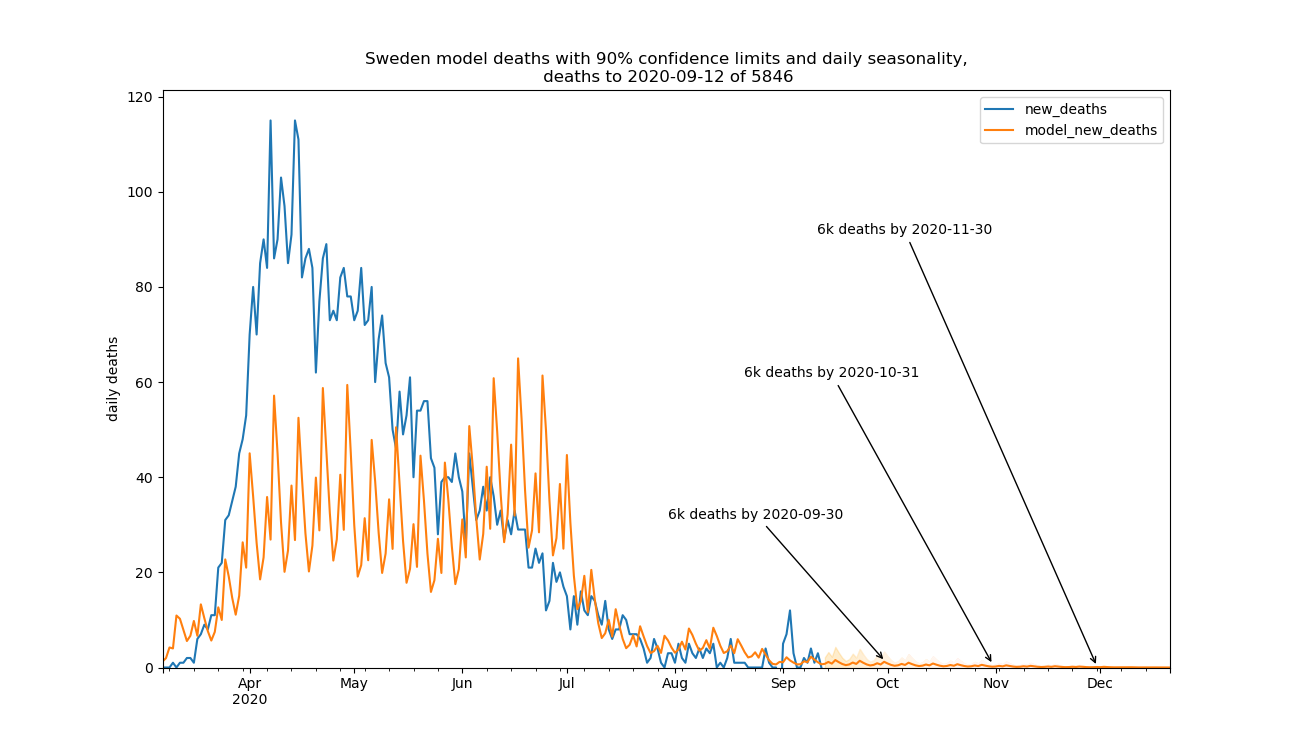 Sweden model deaths with 90% confidence limits and daily seasonality,
deaths to 2020-09-12 of 5846
120
100
80
60
40
20
0
daily deaths
new_deaths
model_new_deaths
6k deaths by 2020-11-30
6k deaths by 2020-10-31
6k deaths by 2020-09-30
Apr
2020
May
Jun
Jul
Aug
Sep
Oct
Nov
Dec